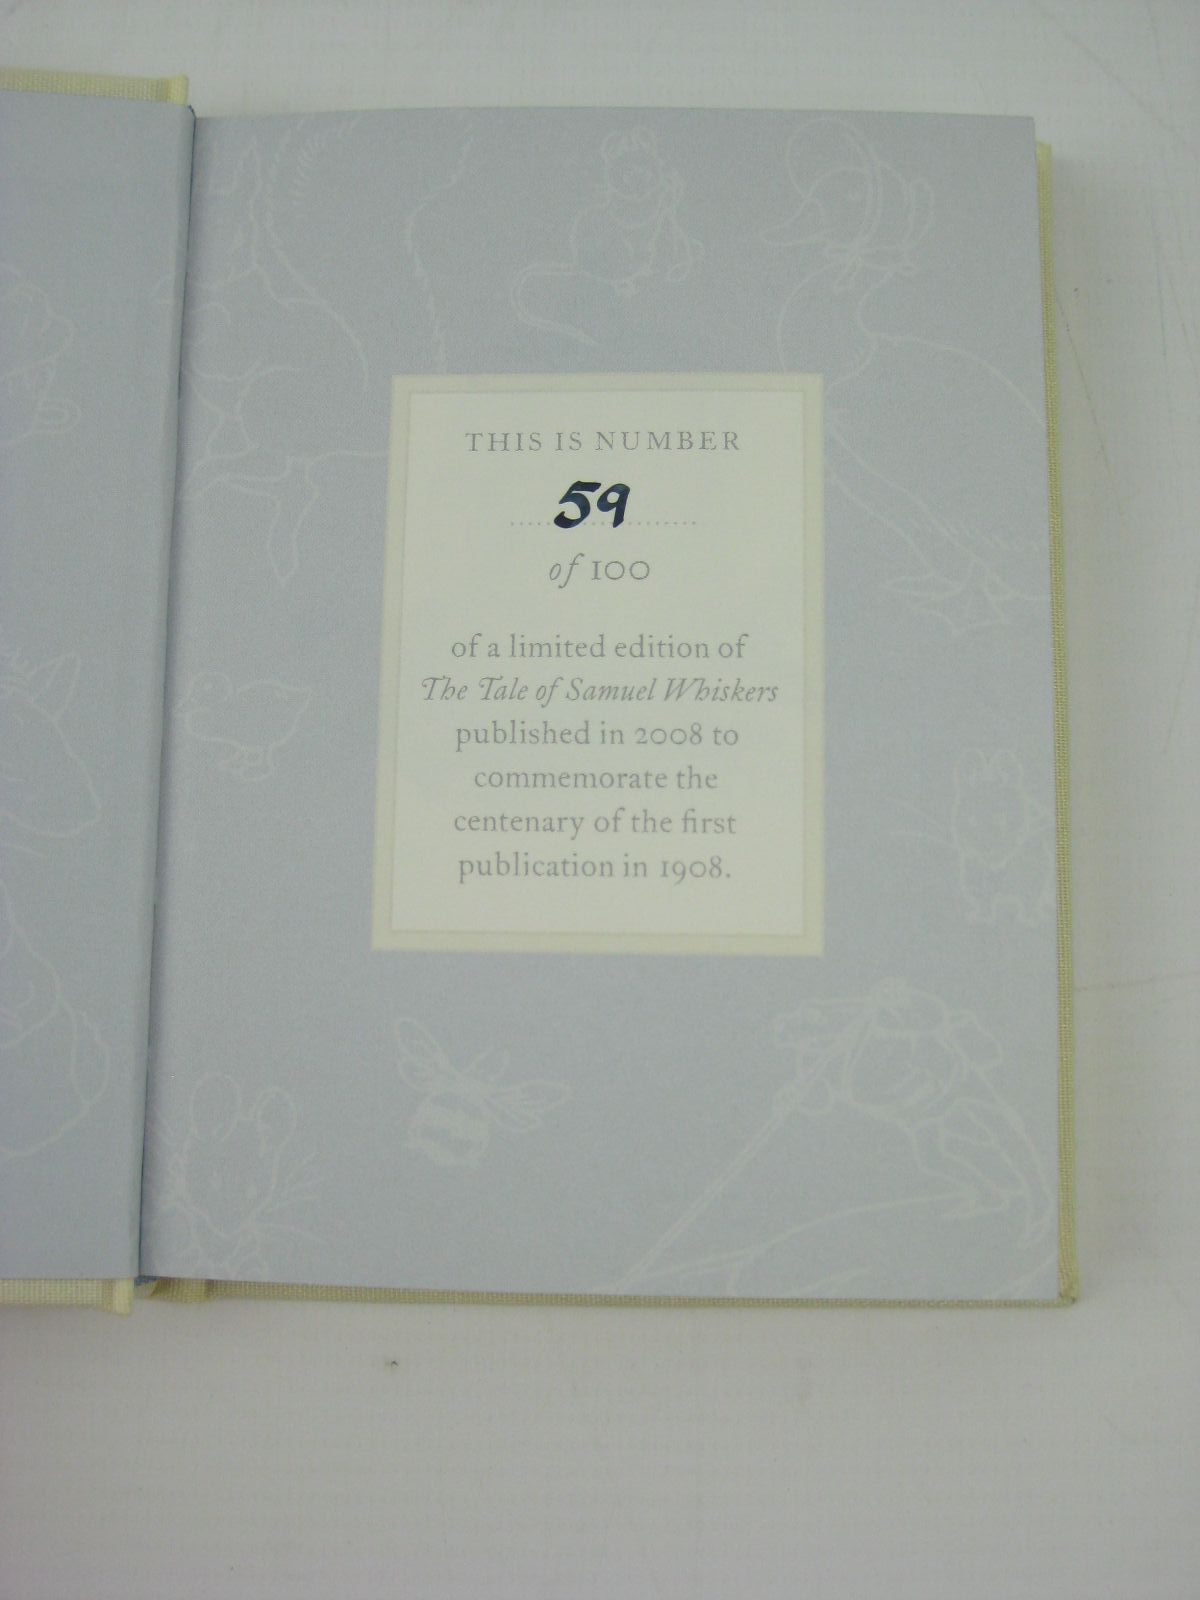 THIS IS NUMBER
59
of 100
of a limited edition of
The Tale of Samuel Whiskers
published in 2008 to
commemorate the
centenary of the first
publication in 1908.